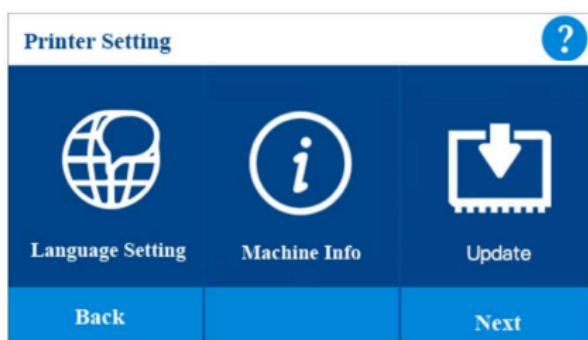 Printer Setting ?
i
Language Setting Machine Info Update
Back Next